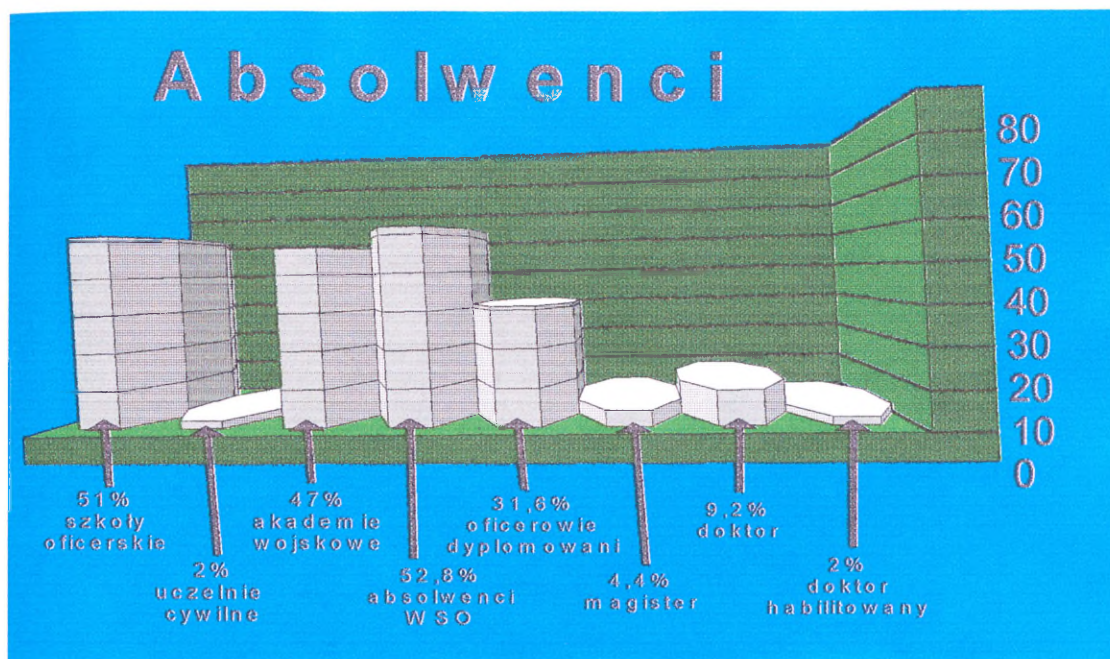 Absolwenci
80
70
60
50
40
30
20
10
0
51%
szkoły
oficerskie
2%
uczelnie
cywilne
47%
akademie
wojskowe
52,8%
absolwenci
WSO
31,6%
oficerowie
dyplomowani
4,4%
magister
9,2%
doktor
2%
doktor
habilitowany